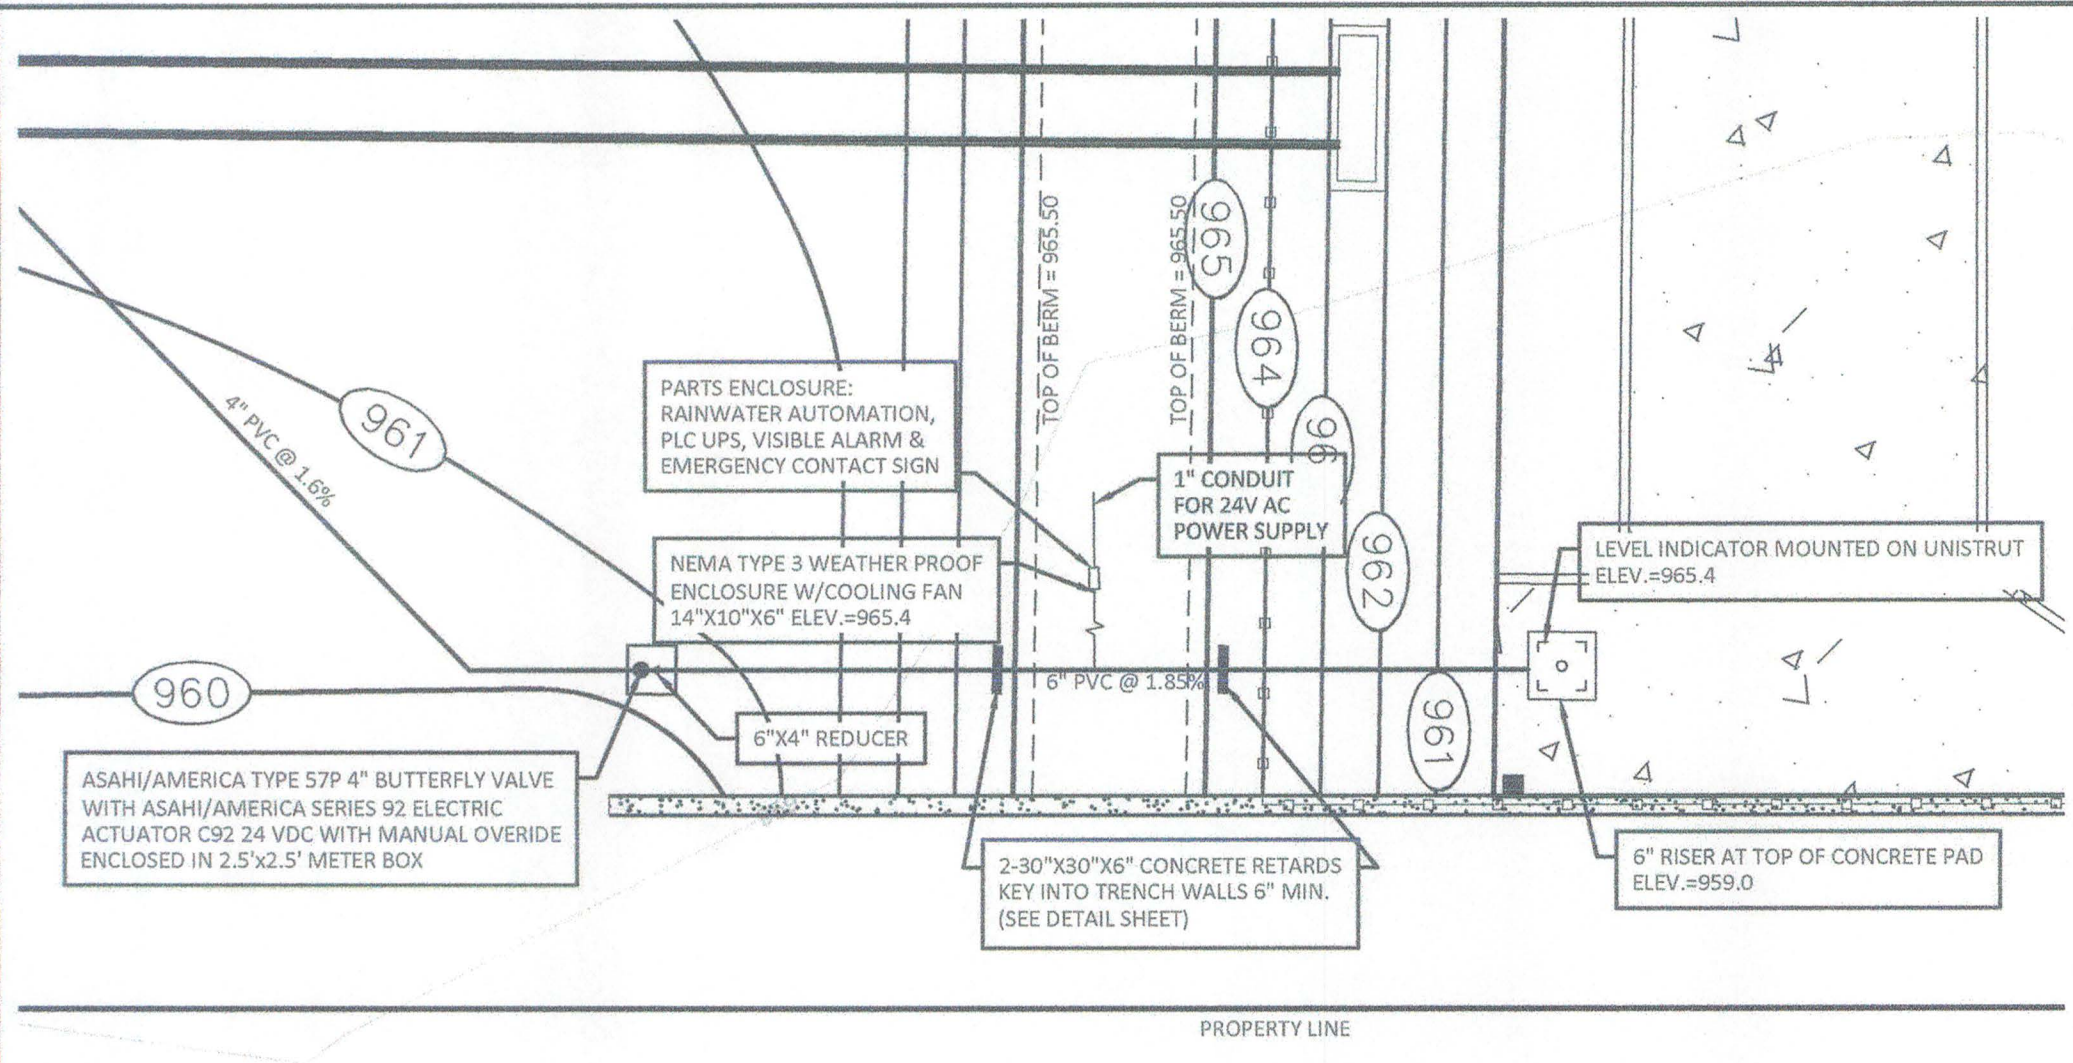 TOP OF BERM = 965.50
TOP OF BERM = 965.50
965
964
96
962
961
961
960
4" PVC @ 1.6%
PARTS ENCLOSURE:
RAINWATER AUTOMATION,
PLC UPS, VISIBLE ALARM &
EMERGENCY CONTACT SIGN
1" CONDUIT
FOR 24V AC
POWER SUPPLY
NEMA TYPE 3 WEATHER PROOF
ENCLOSURE W/COOLING FAN
14"X10"X6" ELEV.=965.4
LEVEL INDICATOR MOUNTED ON UNISTRUT
ELEV.=965.4
6" PVC @ 1.85%
6"X4" REDUCER
ASAHI/AMERICA TYPE 57P 4" BUTTERFLY VALVE
WITH ASAHI/AMERICA SERIES 92 ELECTRIC
ACTUATOR C92 24 VDC WITH MANUAL OVERIDE
ENCLOSED IN 2.5'x2.5' METER BOX
2-30"X30"X6" CONCRETE RETARDS
KEY INTO TRENCH WALLS 6" MIN.
(SEE DETAIL SHEET)
6" RISER AT TOP OF CONCRETE PAD
ELEV.=959.0
PROPERTY LINE